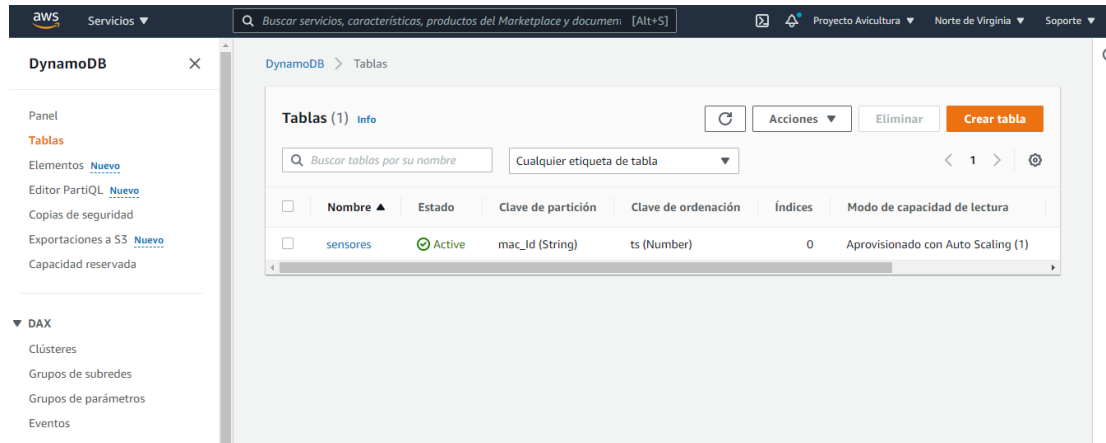 aws Servicios ▼ Buscar servicios, características, productos del Marketplace y document [Alt+S] Proyecto Avicultura ▼ Norte de Virginia ▼ Soporte ▼
DynamoDB
Panel
Tablas
Elementos Nuevo
Editor PartiQL Nuevo
Copias de seguridad
Exportaciones a S3 Nuevo
Capacidad reservada
▼ DAX
Clústeres
Grupos de subredes
Grupos de parámetros
Eventos
DynamoDB > Tablas
Tablas (1) Info
Acciones ▼ Eliminar Crear tabla
Buscar tablas por su nombre Cualquier etiqueta de tabla ▼ < 1 >
Nombre ▲ Estado Clave de partición Clave de ordenación Índices Modo de capacidad de lectura
sensores Active mac_Id (String) ts (Number) 0 Aprovisionado con Auto Scaling (1)